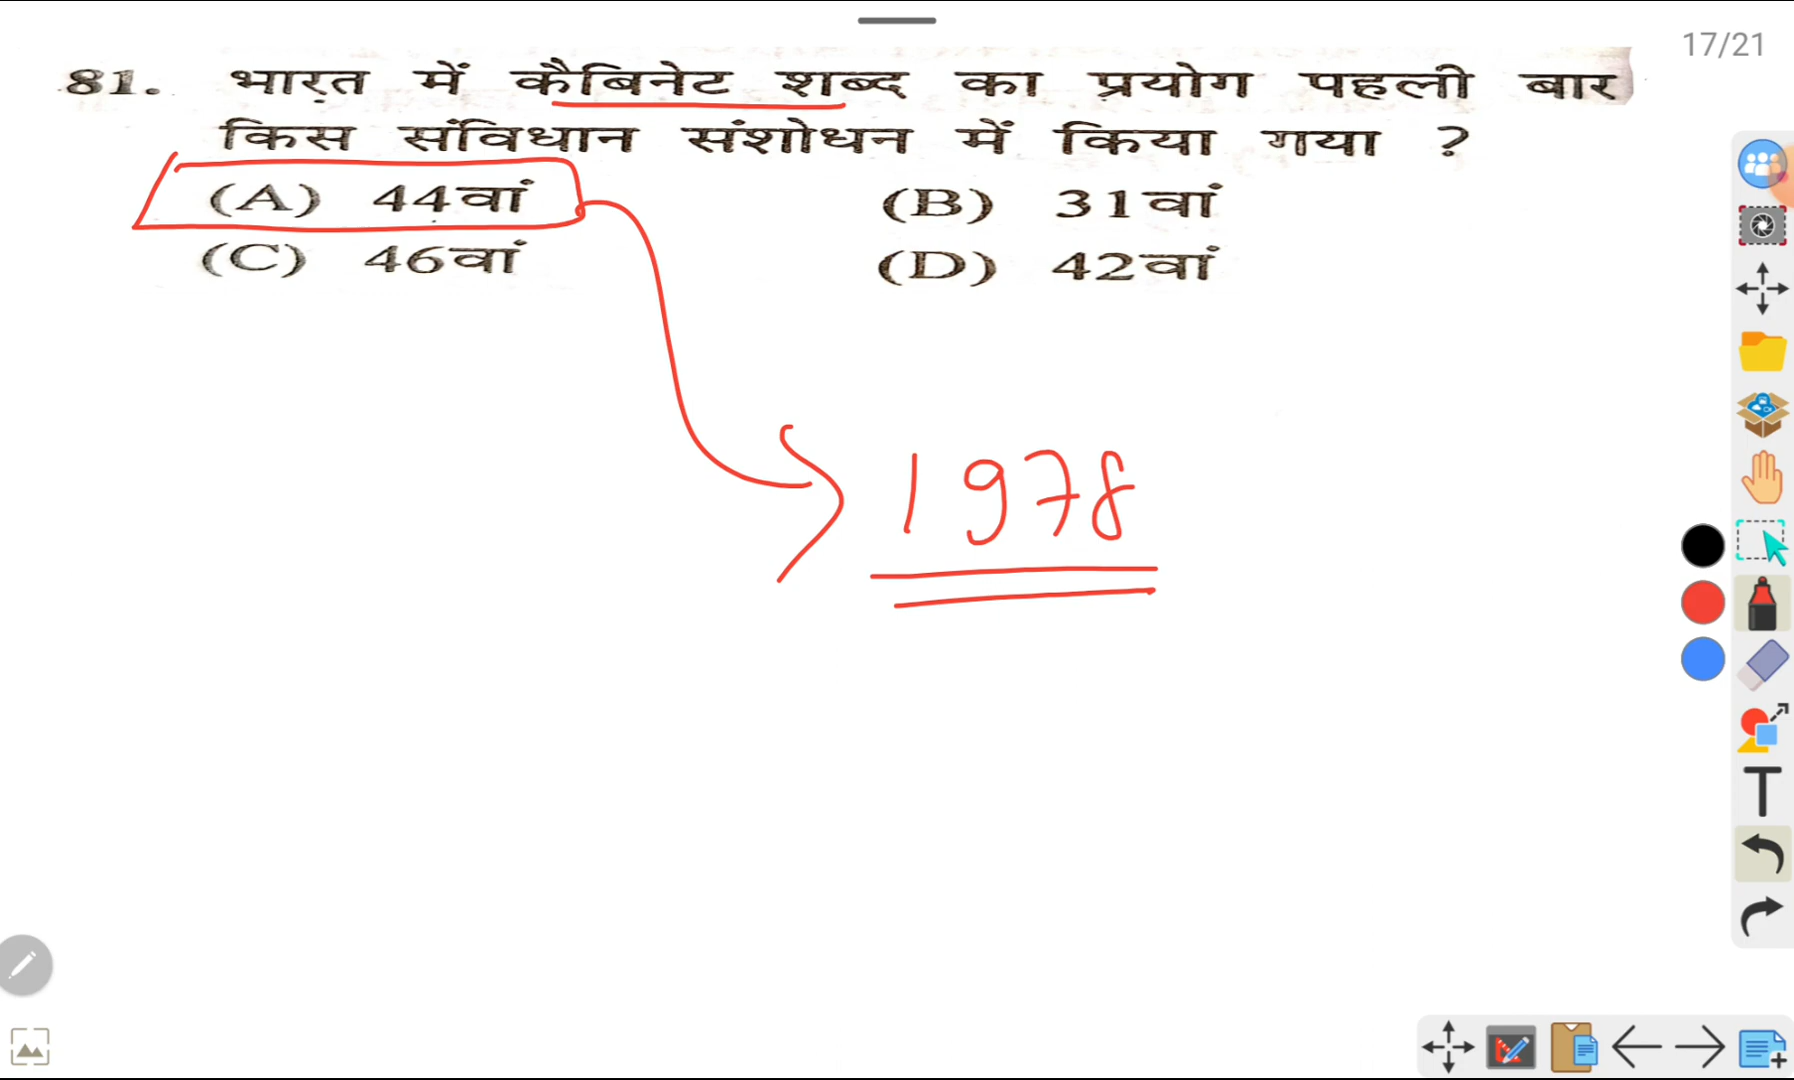 17/21
81. भारत में कैबिनेट शब्द का प्रयोग पहली बार
किस संविधान संशोधन में किया गया ?
(A) 44वां (B) 31वां
(C) 46वां (D) 42वां
1978
T